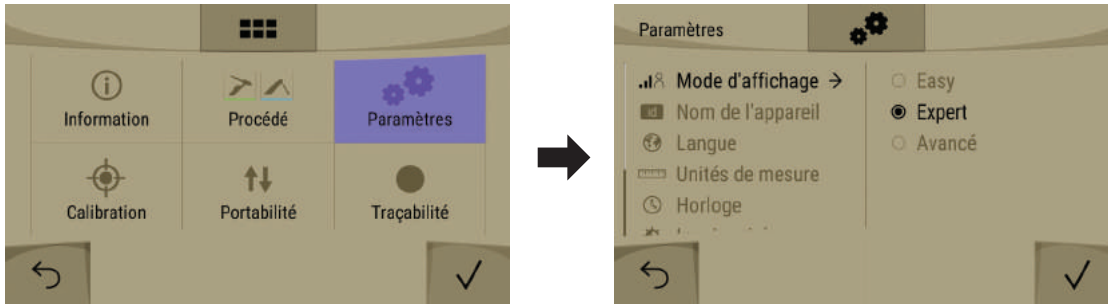 Information
Procédé
Paramètres
Calibration
Portabilité
Traçabilité
Paramètres
Mode d'affichage →
id Nom de l'appareil
Langue
Unités de mesure
Horloge
Easy
Expert
Avancé